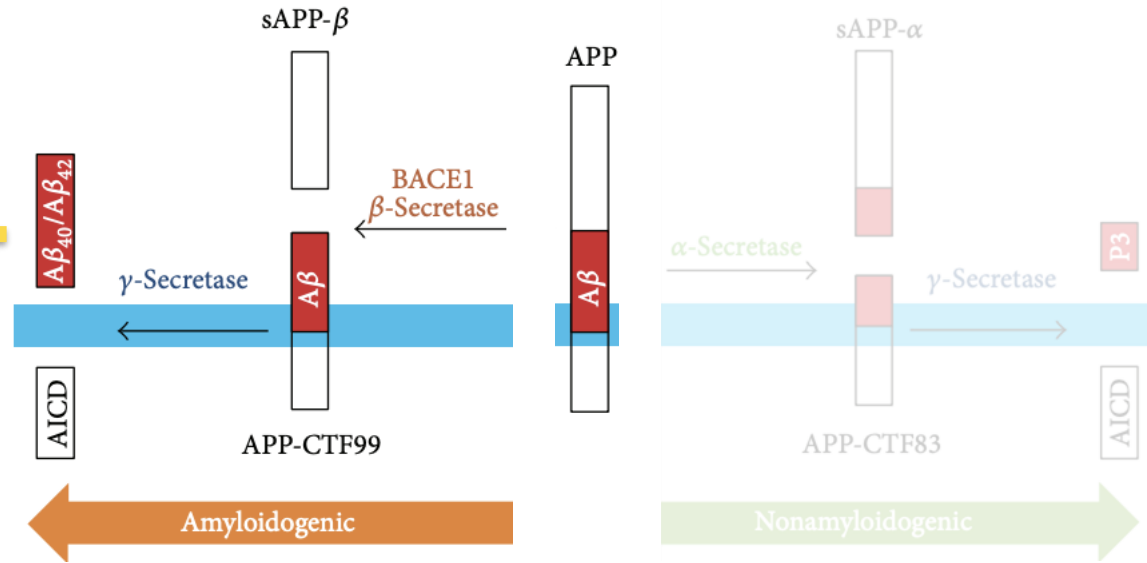 sAPP-β
APP
sAPP-α
Aβ40/Aβ42
BACE1
β-Secretase
Aβ
Aβ
α-Secretase
P3
γ-Secretase
γ-Secretase
AICD
APP-CTF99
APP-CTF83
AICD
Amyloidogenic
Nonamyloidogenic